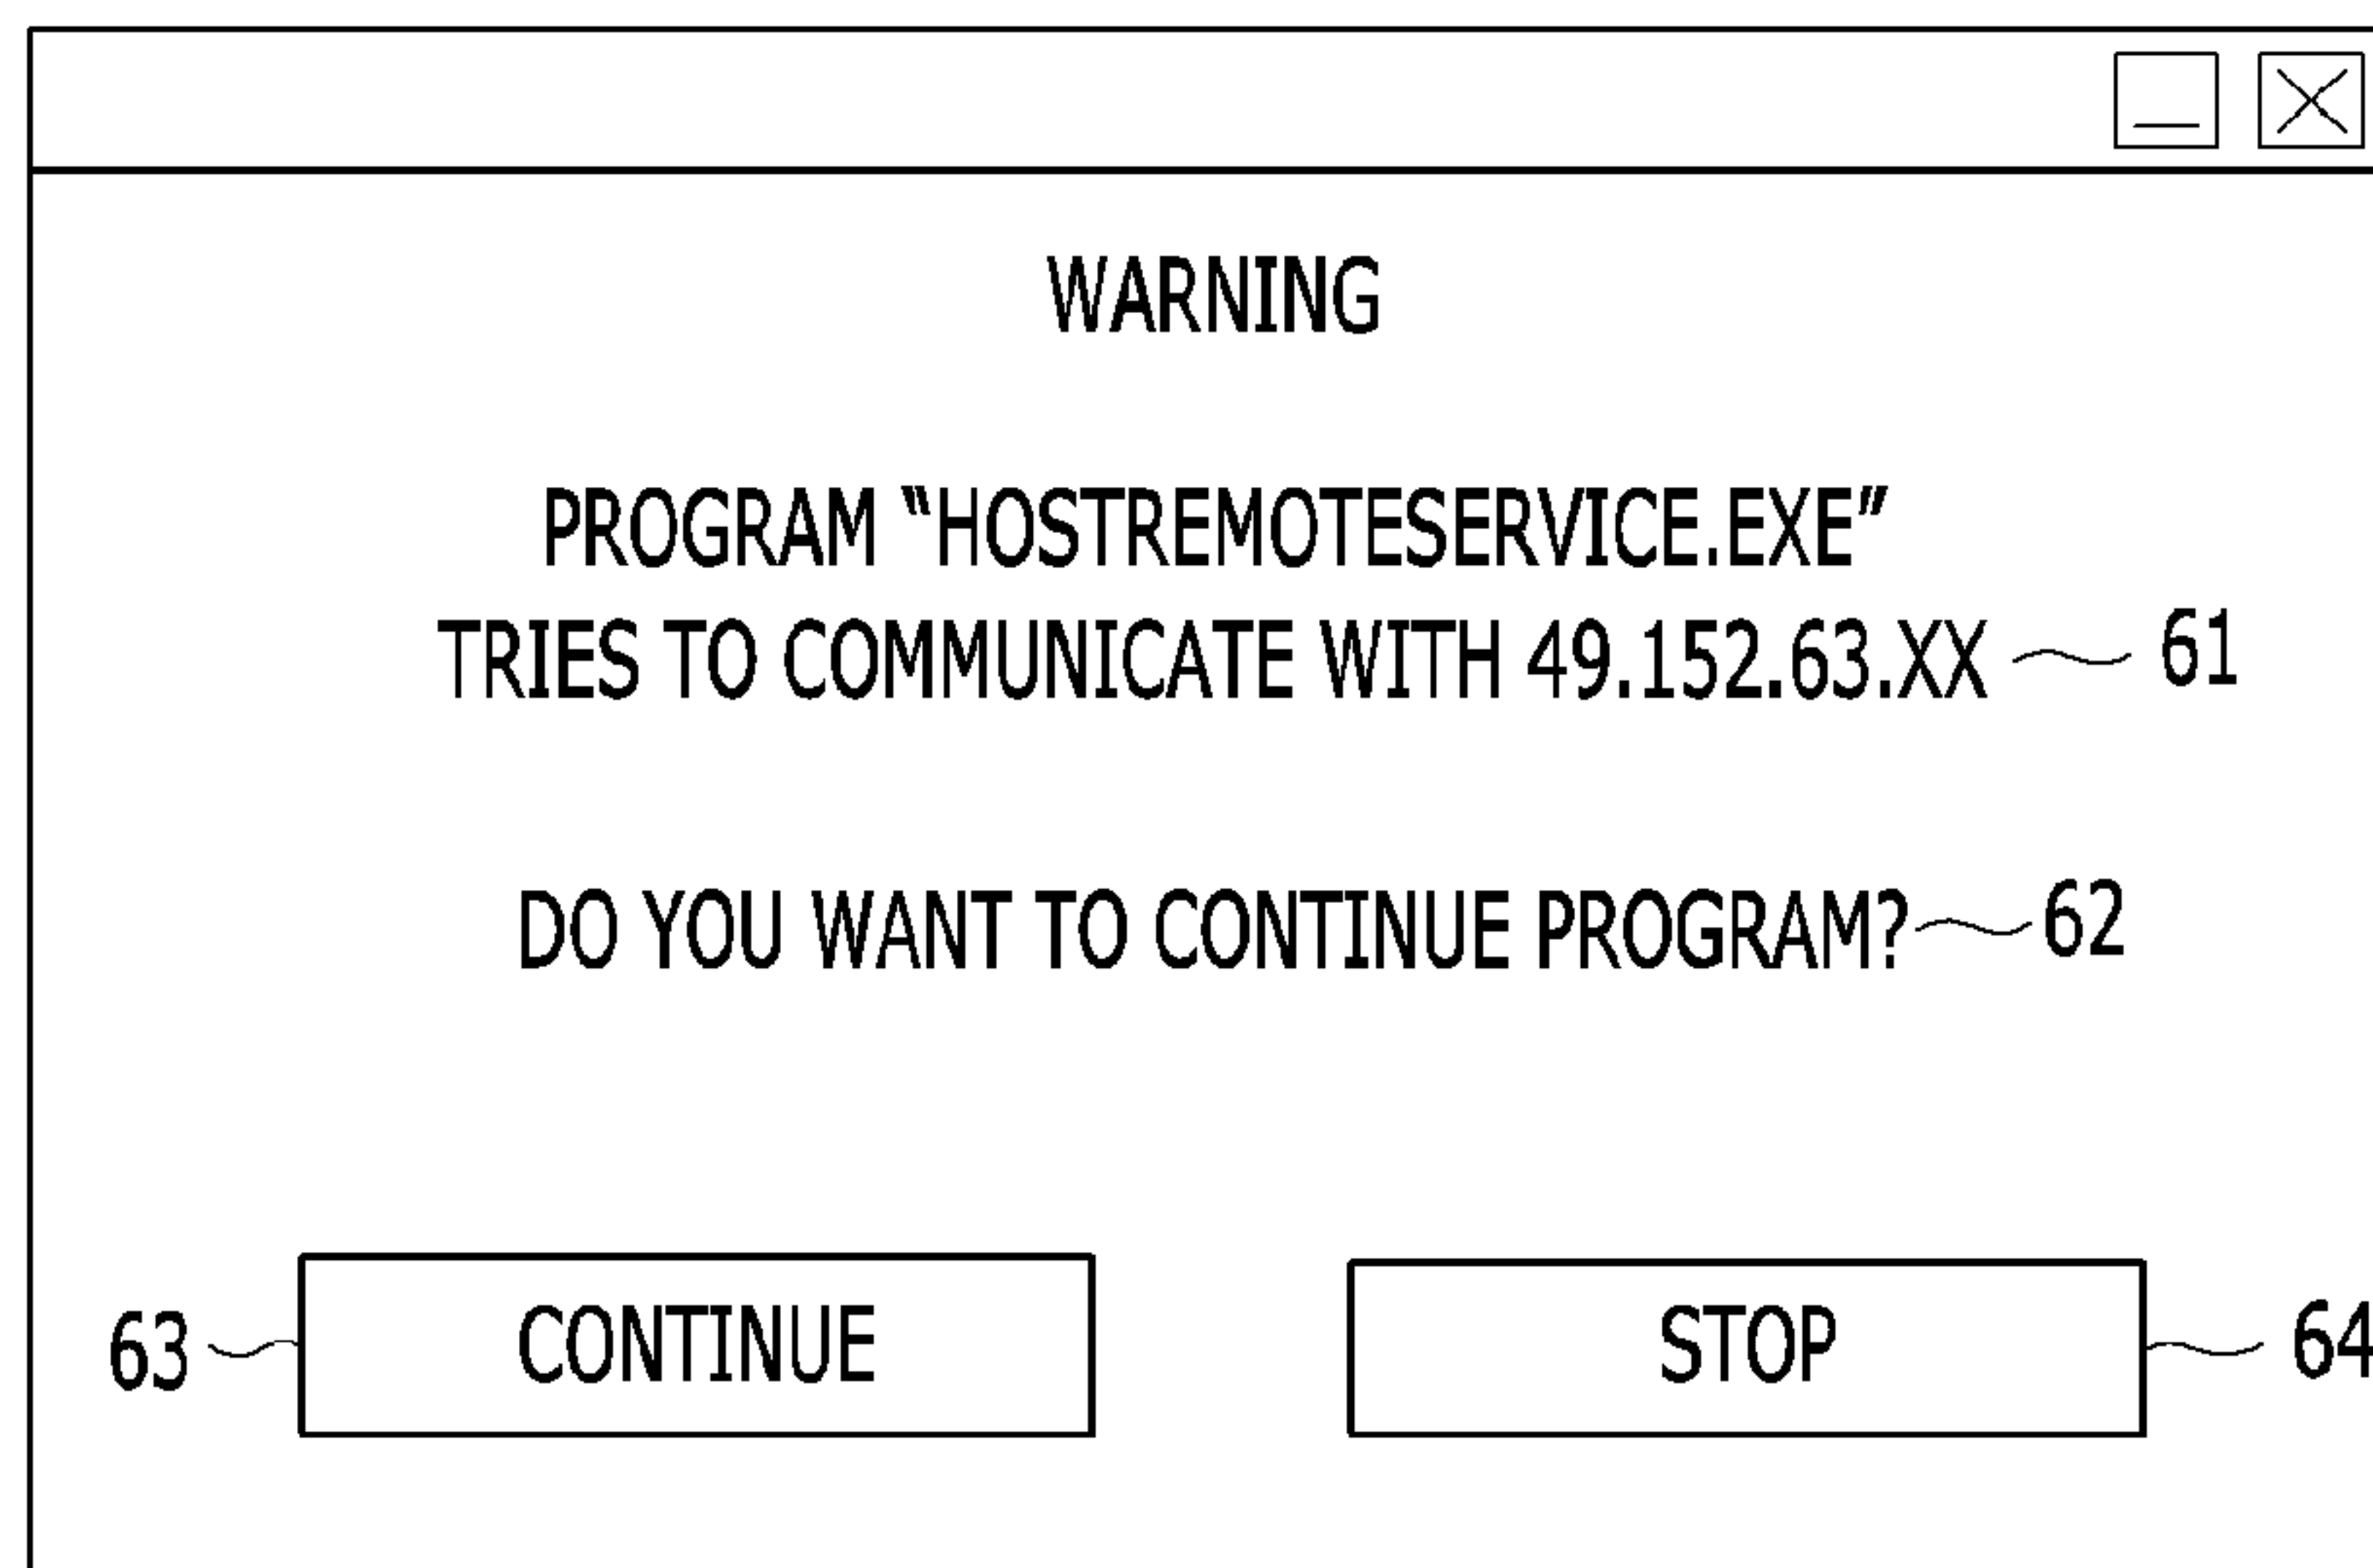 WARNING
PROGRAM “HOSTREMOTESERVICE.EXE”
TRIES TO COMMUNICATE WITH 49.152.63.XX 61
DO YOU WANT TO CONTINUE PROGRAM? 62
63 CONTINUE STOP 64